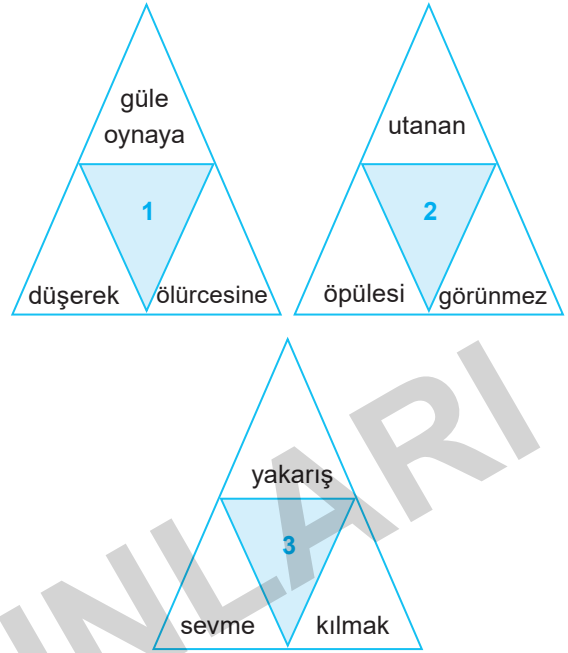 güle
oynaya
1
düşerek
ölürcesine
utanan
2
öpülesi
görünmez
yakarış
3
sevme
kılmak
INLARI